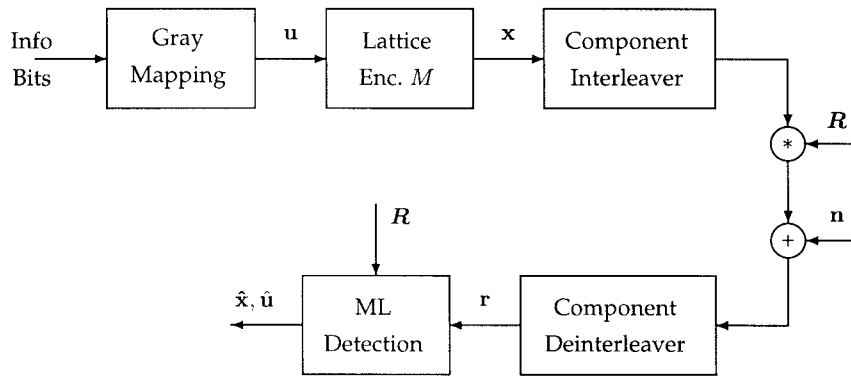 Info
Bits
Gray
Mapping
u
Lattice
Enc. M
x
Component
Interleaver
*
R
+
n
R
x̂, û
ML
Detection
r
Component
Deinterleaver